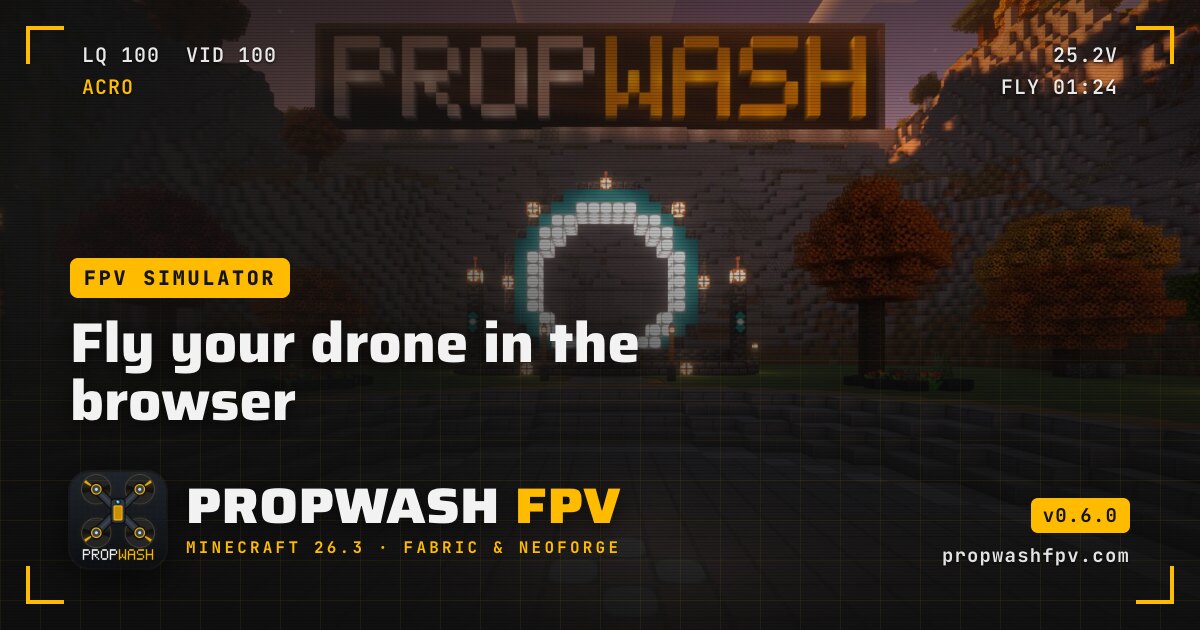 LQ 100 VID 100
ACRO
25.2V
FLY 01:24
PROPWASH
FPV SIMULATOR
Fly your drone in the
browser
PROPWASH
PROPWASH FPV
MINECRAFT 26.3 · FABRIC & NEOFORGE
v0.6.0
propwashfpv.com